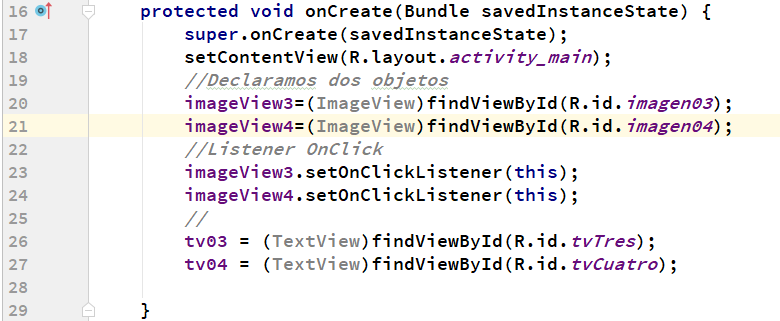 16 protected void onCreate(Bundle savedInstanceState) {
17 super.onCreate(savedInstanceState);
18 setContentView(R.layout.activity_main);
19 //Declaramos dos objetos
20 imageView3=(ImageView)findViewById(R.id.imagen03);
21 imageView4=(ImageView)findViewById(R.id.imagen04);
22 //Listener OnClick
23 imageView3.setOnClickListener(this);
24 imageView4.setOnClickListener(this);
25 //
26 tv03 = (TextView)findViewById(R.id.tvTres);
27 tv04 = (TextView)findViewById(R.id.tvCuatro);
28
29 }